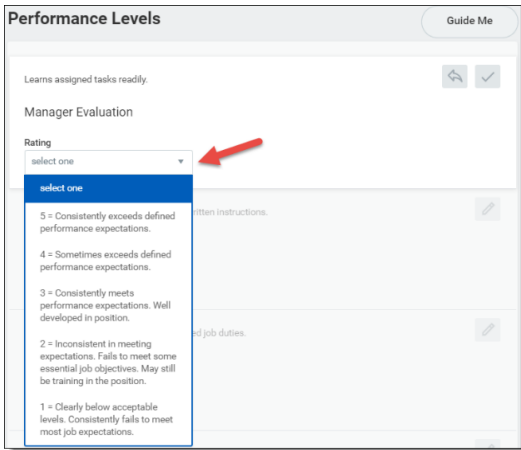 Performance Levels
Guide Me
Learns assigned tasks readily.
Manager Evaluation
Rating
select one
select one
ritten instructions.
5 = Consistently exceeds defined
performance expectations.
4 = Sometimes exceeds defined
performance expectations.
3 = Consistently meets
performance expectations. Well
developed in position.
ed job duties.
2 = Inconsistent in meeting
expectations. Fails to meet some
essential job objectives. May still
be training in the position.
1 = Clearly below acceptable
levels. Consistently fails to meet
most job expectations.